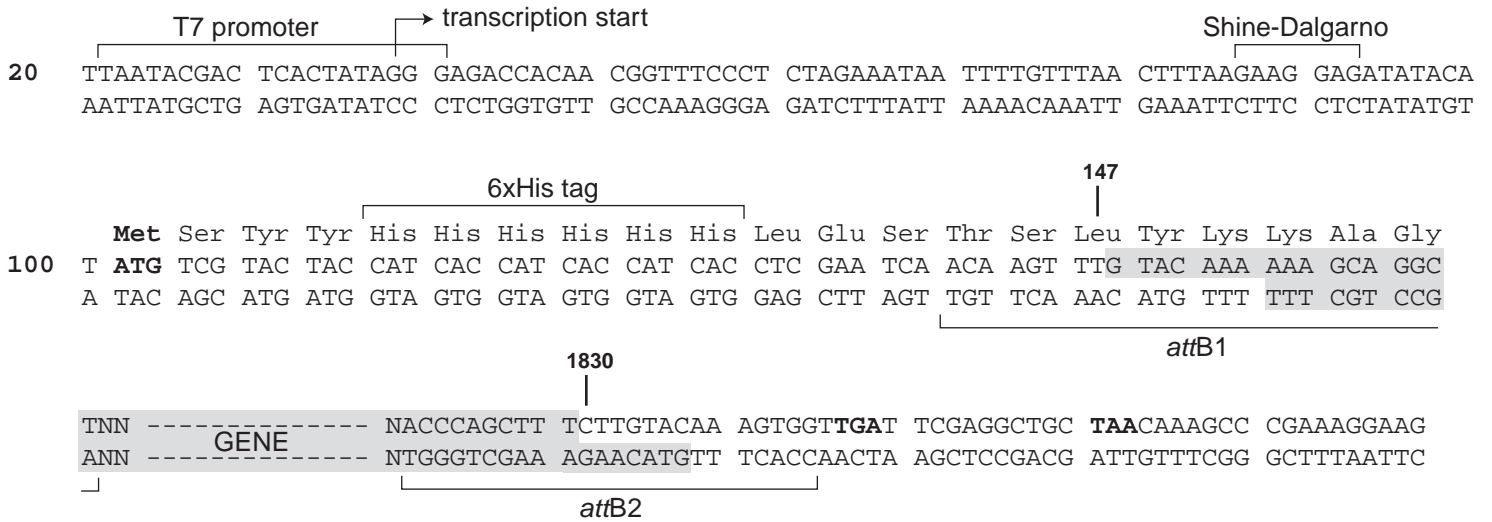 T7 promoter transcription start Shine-Dalgarno
20 TTAATACGAC TCACTATAGG GAGACCACAA CGGTTTCCCT CTAGAAATAA TTTTGTTTAA CTTTAAGAAG GAGATATACA
AATTATGCTG AGTGATATCC CTCTGGTGTT GCCAAAGGGA GATCTTTATT AAAACAAATT GAAATTCTTC CTCTATATGT
147
6xHis tag
Met Ser Tyr Tyr His His His His His His Leu Glu Ser Thr Ser Leu Tyr Lys Lys Ala Gly
100 T ATG TCG TAC TAC CAT CAC CAT CAC CAT CAC CTC GAA TCA ACA AGT TTG TAC AAA AAA GCA GGC
A TAC AGC ATG ATG GTA GTG GTA GTG GTA GTG GAG CTT AGT TGT TCA AAC ATG TTT TTT CGT CCG
attB1
1830
TNN -------------- NACCCAGCTTT TCTTGTACAA AGTGGTTGAT TCGAGGCTGC TAACAAAGCC CGAAAGGAAG
GENE
ANN -------------- NTGGGTCGAA AGAACATGTT TCACCAACTA AGCTCCGACG ATTGTTTCGG GCTTTAATTC
attB2